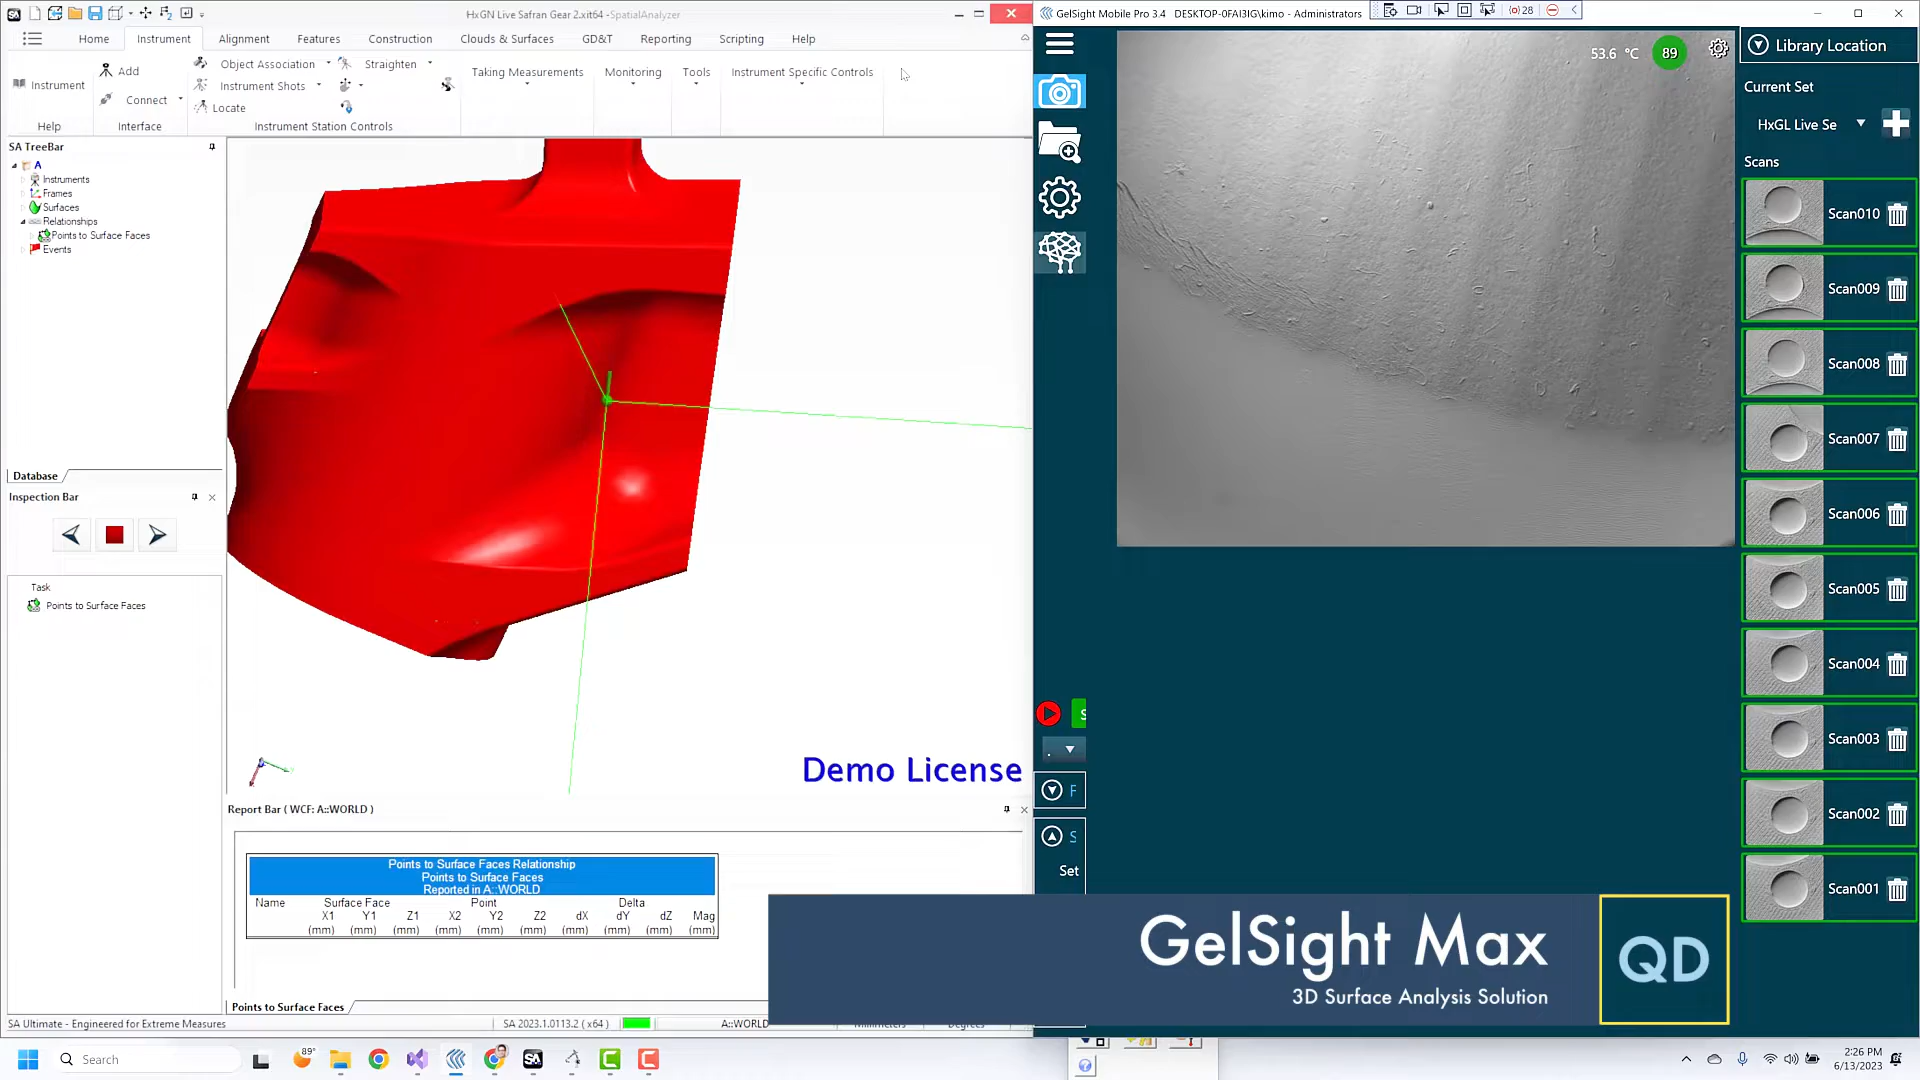 HxGN Live Safran Gear 2.xit64 - SpatialAnalyzer
Home
Instrument
Alignment
Features
Construction
Clouds & Surfaces
GD&T
Reporting
Scripting
Help
Instrument
Help
Add
Connect
Interface
Object Association
Straighten
Instrument Shots
Locate
Instrument Station Controls
Taking Measurements
Monitoring
Tools
Instrument Specific Controls
SA TreeBar
A
Instruments
Frames
Surfaces
Relationships
Points to Surface Faces
Events
Database
Inspection Bar
Task
Points to Surface Faces
Demo License
Report Bar ( WCF: A::WORLD )
Points to Surface Faces Relationship
Points to Surface Faces
Reported in A::WORLD
Name Surface Face Point Delta
X1 Y1 Z1 X2 Y2 Z2 dX dY dZ Mag
(mm) (mm) (mm) (mm) (mm) (mm) (mm) (mm) (mm) (mm)
Points to Surface Faces
SA Ultimate - Engineered for Extreme Measures
SA 2023.1.0113.2 ( x64 )
A::WORLD
GelSight Mobile Pro 3.4 DESKTOP-0FAI3IG\kimo - Administrators
28
53.6 °C
89
Library Location
Current Set
HxGL Live Se
Scans
Scan010
Scan009
Scan008
Scan007
Scan006
Scan005
Scan004
Scan003
Scan002
Scan001
S
F
S
Set
GelSight Max
3D Surface Analysis Solution
QD
Search
89°
SA
2:26 PM
6/13/2023